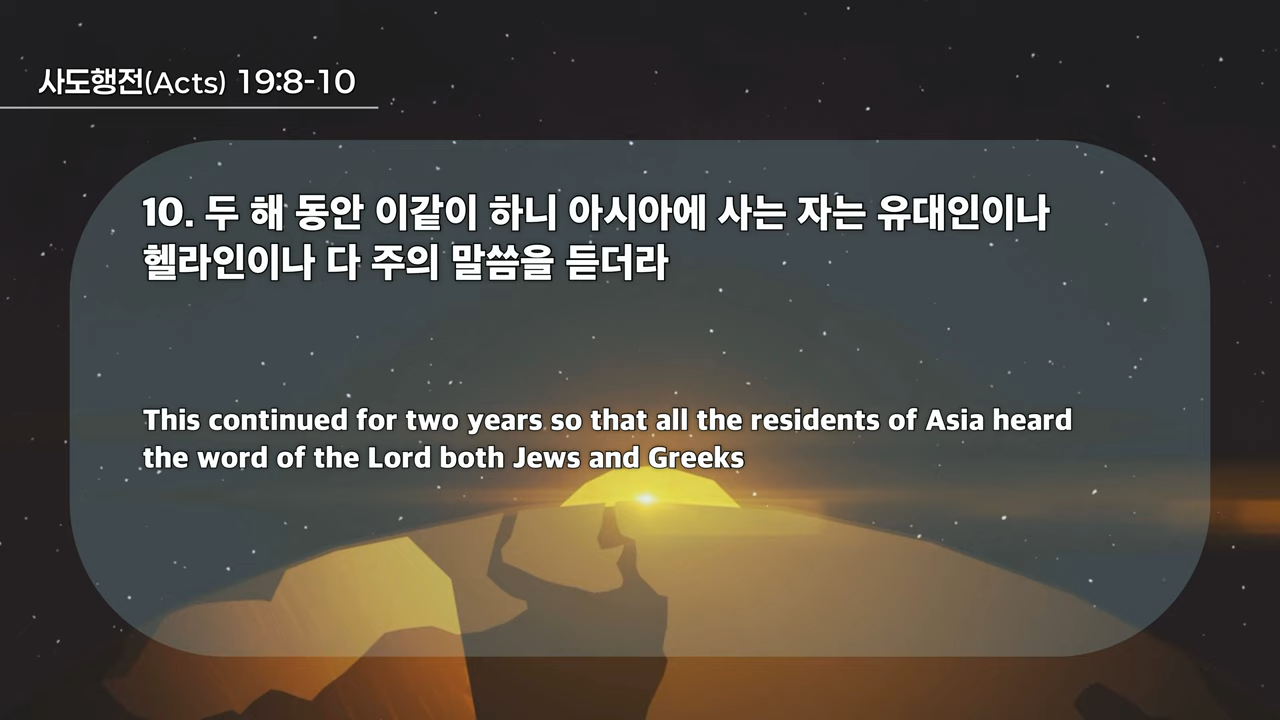 사도행전(Acts) 19:8-10
10. 두 해 동안 이같이 하니 아시아에 사는 자는 유대인이나
헬라인이나 다 주의 말씀을 듣더라
This continued for two years so that all the residents of Asia heard
the word of the Lord both Jews and Greeks